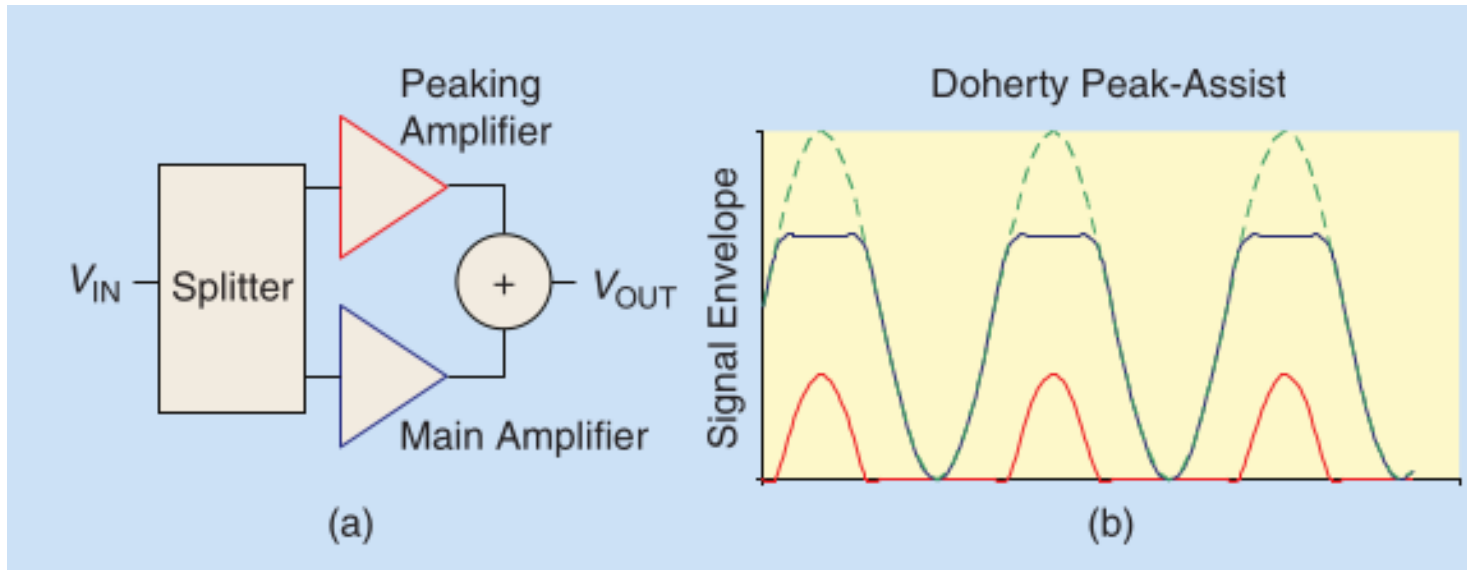 Peaking
Amplifier
V_IN
Splitter
+
V_OUT
Main Amplifier
(a)
Doherty Peak-Assist
Signal Envelope
(b)